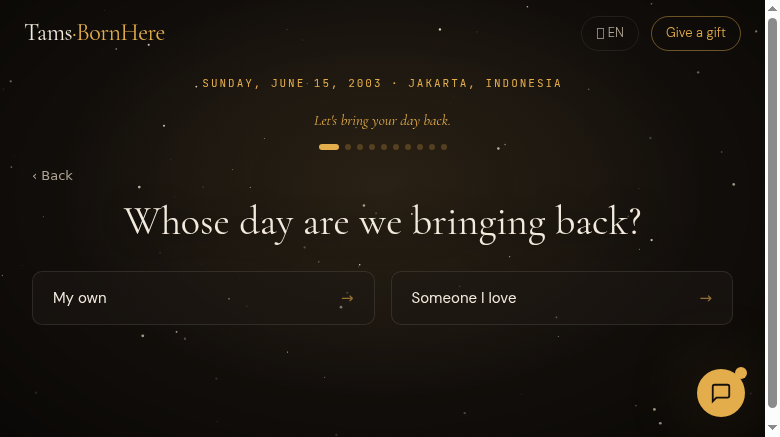 Tams·BornHere
EN
Give a gift
SUNDAY, JUNE 15, 2003 · JAKARTA, INDONESIA
Let's bring your day back.
‹ Back
Whose day are we bringing back?
My own →
Someone I love →